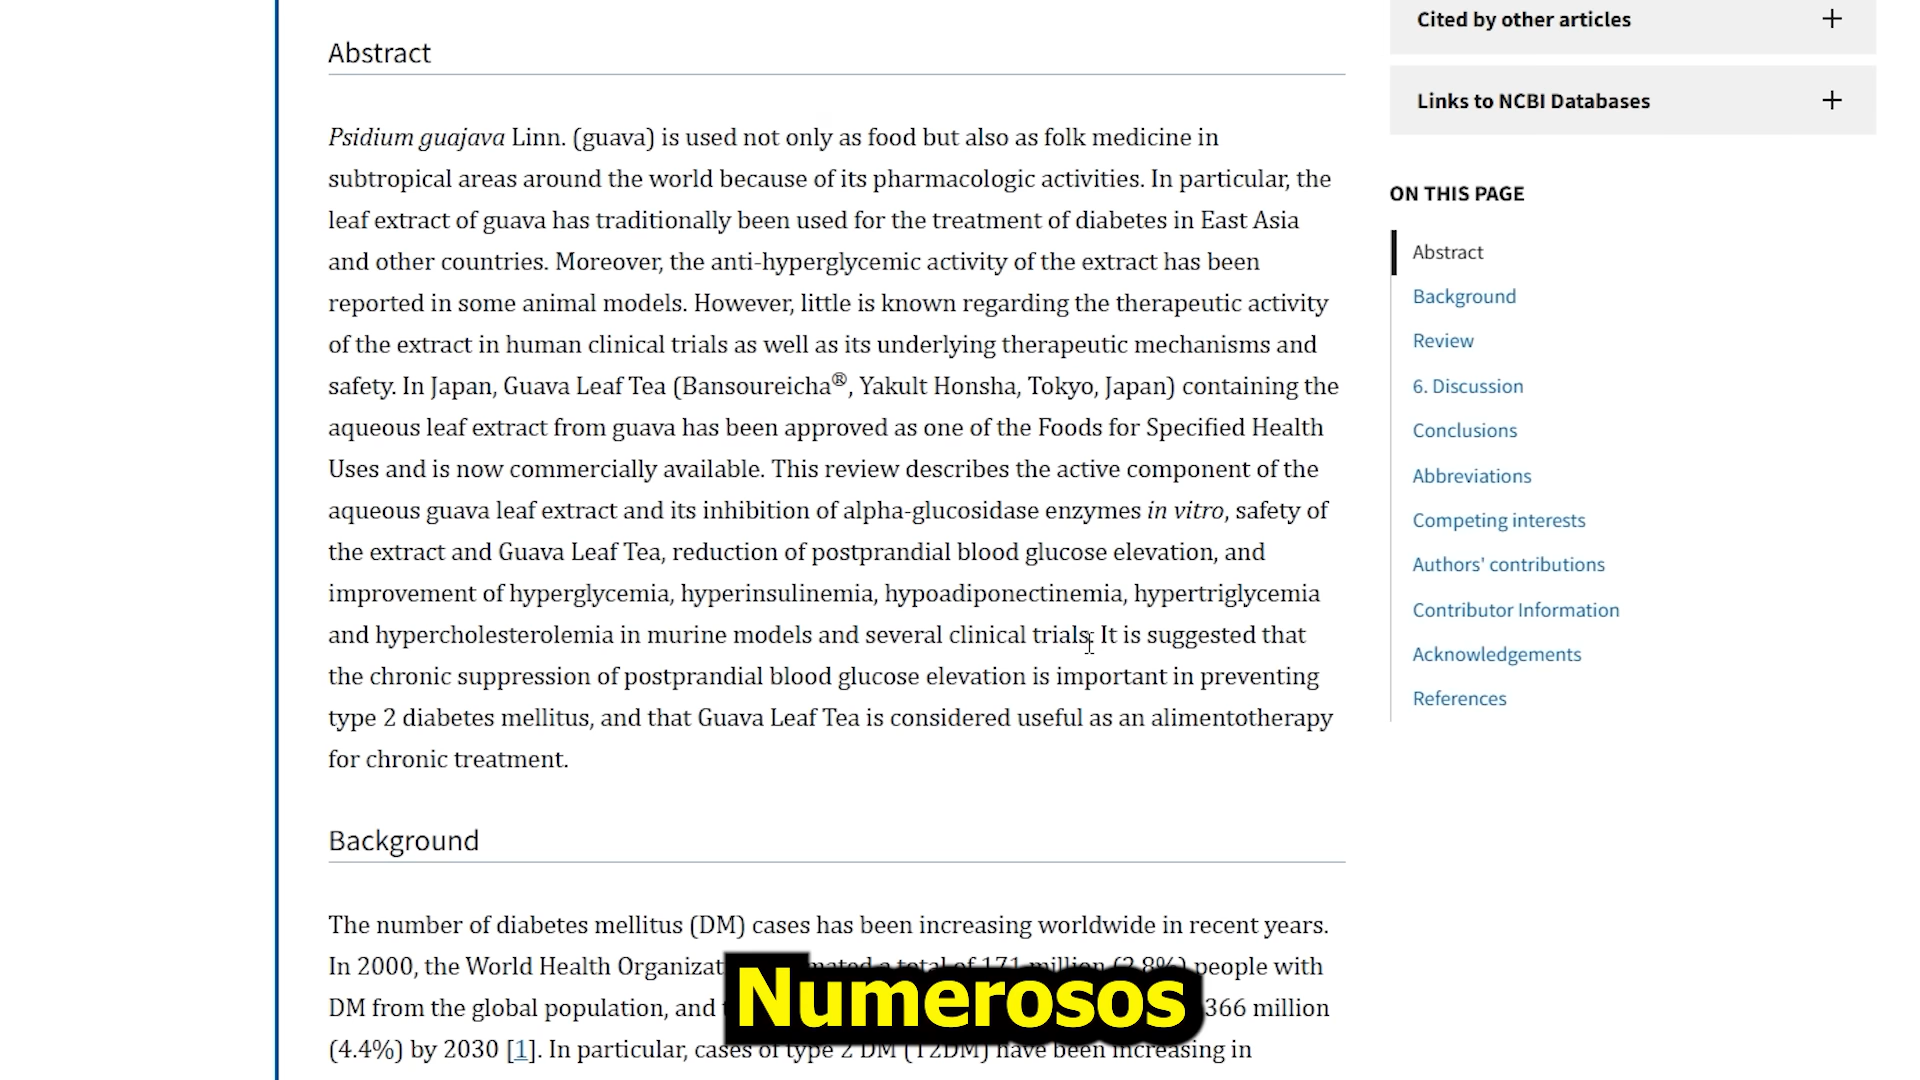 Abstract
Psidium guajava Linn. (guava) is used not only as food but also as folk medicine in
subtropical areas around the world because of its pharmacologic activities. In particular, the
leaf extract of guava has traditionally been used for the treatment of diabetes in East Asia
and other countries. Moreover, the anti-hyperglycemic activity of the extract has been
reported in some animal models. However, little is known regarding the therapeutic activity
of the extract in human clinical trials as well as its underlying therapeutic mechanisms and
safety. In Japan, Guava Leaf Tea (Bansoureicha®, Yakult Honsha, Tokyo, Japan) containing the
aqueous leaf extract from guava has been approved as one of the Foods for Specified Health
Uses and is now commercially available. This review describes the active component of the
aqueous guava leaf extract and its inhibition of alpha-glucosidase enzymes in vitro, safety of
the extract and Guava Leaf Tea, reduction of postprandial blood glucose elevation, and
improvement of hyperglycemia, hyperinsulinemia, hypoadiponectinemia, hypertriglycemia
and hypercholesterolemia in murine models and several clinical trials. It is suggested that
the chronic suppression of postprandial blood glucose elevation is important in preventing
type 2 diabetes mellitus, and that Guava Leaf Tea is considered useful as an alimentotherapy
for chronic treatment.
Background
The number of diabetes mellitus (DM) cases has been increasing worldwide in recent years.
In 2000, the World Health a total of 171 million (2.8%) people with
DM from the global population, and 366 million
(4.4%) by 2030 [1]. In particular, cases of type 2 DM (T2DM) have been increasing in
Numerosos
Cited by other articles
Links to NCBI Databases
ON THIS PAGE
Abstract
Background
Review
6. Discussion
Conclusions
Abbreviations
Competing interests
Authors' contributions
Contributor Information
Acknowledgements
References